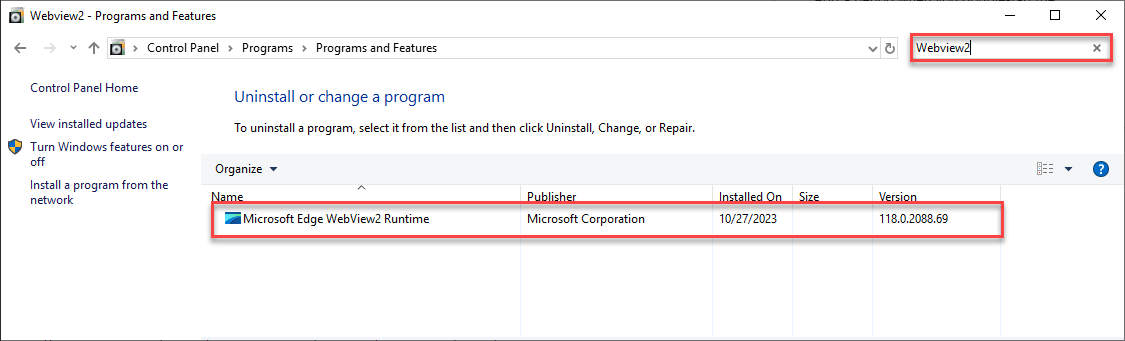 Webview2 - Programs and Features
Control Panel > Programs > Programs and Features
Webview2
Control Panel Home
View installed updates
Turn Windows features on or
off
Install a program from the
network
Uninstall or change a program
To uninstall a program, select it from the list and then click Uninstall, Change, or Repair.
Organize
Name Publisher Installed On Size Version
Microsoft Edge WebView2 Runtime Microsoft Corporation 10/27/2023 118.0.2088.69